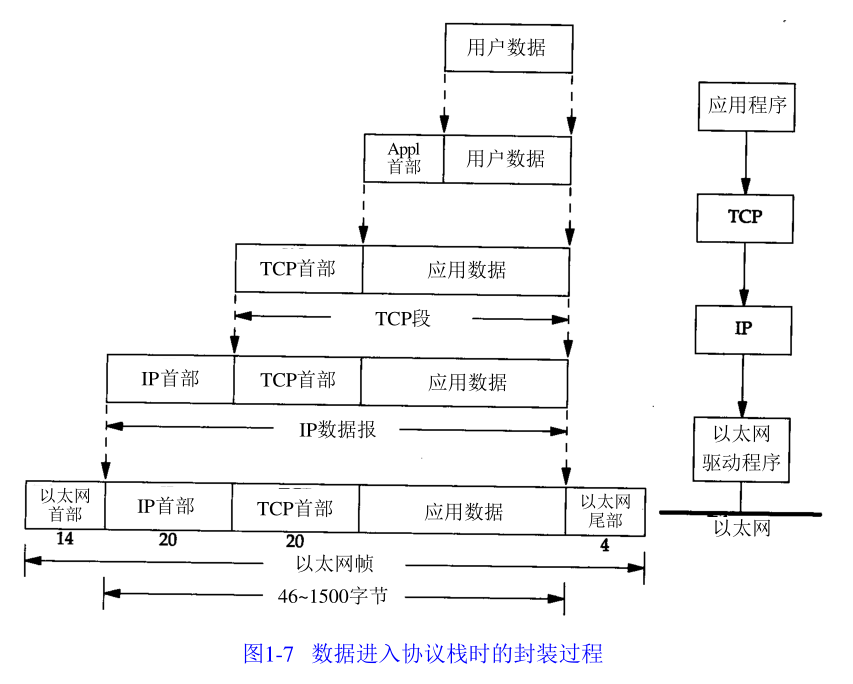 用户数据
应用程序
Appl
首部
用户数据
TCP
TCP首部
应用数据
TCP段
IP
IP首部
TCP首部
应用数据
IP数据报
以太网
驱动程序
以太网
首部
IP首部
TCP首部
应用数据
以太网
尾部
以太网
14
20
20
4
以太网帧
46~1500字节
图1-7 数据进入协议栈时的封装过程